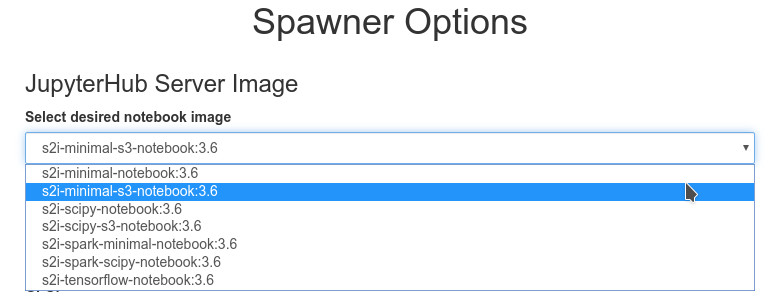 Spawner Options
JupyterHub Server Image
Select desired notebook image
s2i-minimal-s3-notebook:3.6
s2i-minimal-notebook:3.6
s2i-minimal-s3-notebook:3.6
s2i-scipy-notebook:3.6
s2i-scipy-s3-notebook:3.6
s2i-spark-minimal-notebook:3.6
s2i-spark-scipy-notebook:3.6
s2i-tensorflow-notebook:3.6